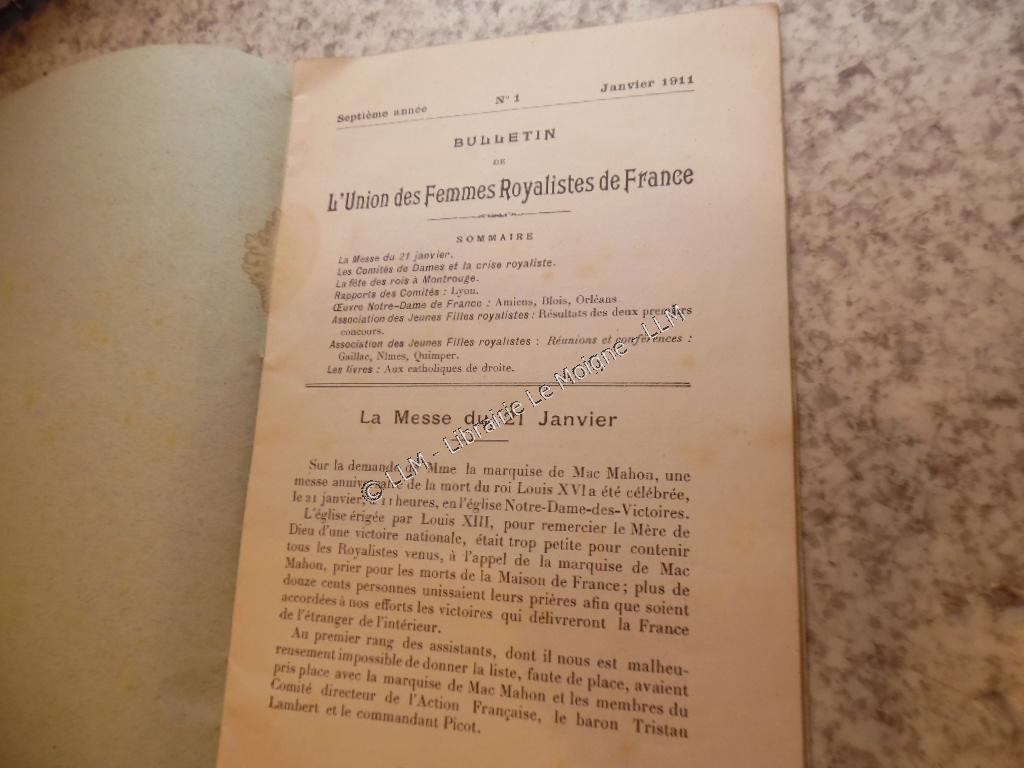 Septième année N° 1 Janvier 1911
BULLETIN
DE
L'Union des Femmes Royalistes de France
SOMMAIRE
La Messe du 21 janvier.
Les Comités de Dames et la crise royaliste.
La fête des rois à Montrouge.
Rapports des Comités : Lyon.
Œuvre Notre-Dame de France : Amiens, Blois, Orléans.
Association des Jeunes Filles royalistes : Résultats des deux premiers
concours.
Association des Jeunes Filles royalistes : Réunions et conférences :
Gaillac, Nîmes, Quimper.
Les livres : Aux catholiques de droite.
La Messe du 21 Janvier
Sur la demande de Mme la marquise de Mac Mahon, une
messe anniversaire de la mort du roi Louis XVI a été célébrée,
le 21 janvier, à 11 heures, en l'église Notre-Dame-des-Victoires.
L'église érigée par Louis XIII, pour remercier le Mère de
Dieu d'une victoire nationale, était trop petite pour contenir
tous les Royalistes venus, à l'appel de la marquise de Mac
Mahon, prier pour les morts de la Maison de France ; plus de
douze cents personnes unissaient leurs prières afin que soient
accordées à nos efforts les victoires qui délivreront la France
de l'étranger de l'intérieur.
Au premier rang des assistants, dont il nous est malheu-
reusement impossible de donner la liste, faute de place, avaient
pris place avec la marquise de Mac Mahon et les membres du
Comité directeur de l'Action Française, le baron Tristan
Lambert et le commandant Picot.
© LLM - Librairie Le Moigne - LLM